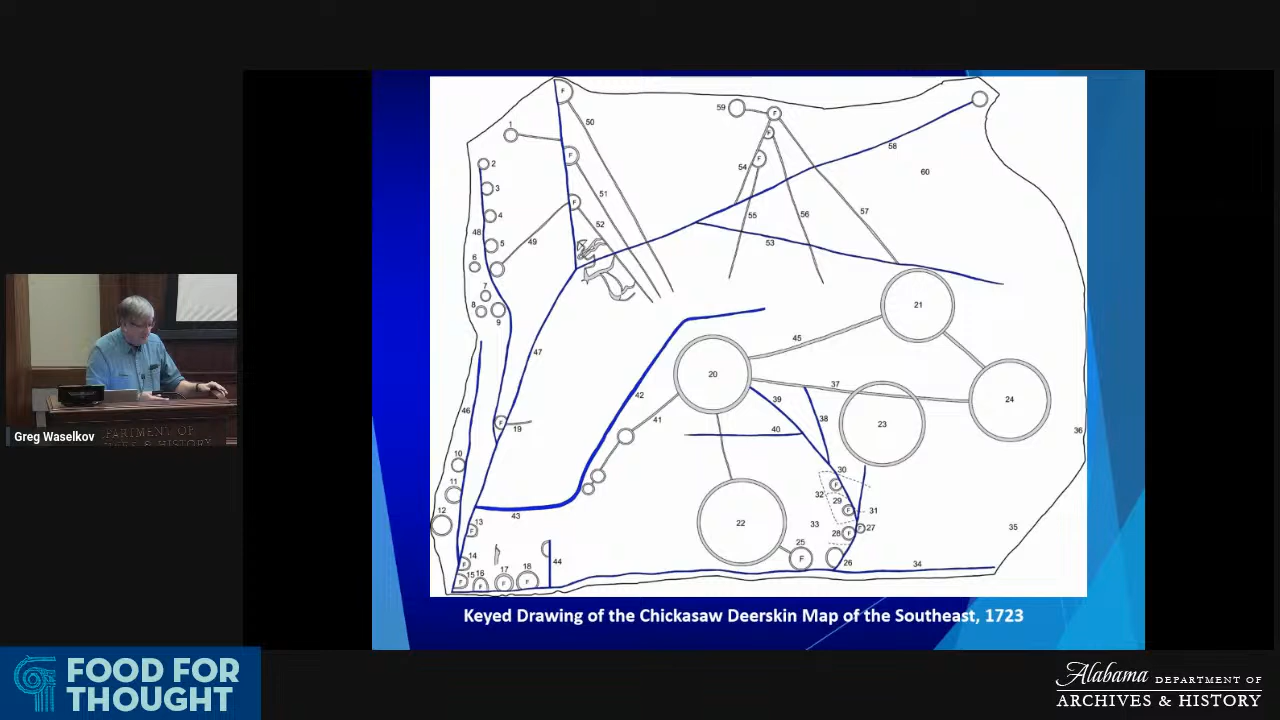 F
50
59
F
1
F
58
F
F
54
60
2
51
3
F
57
4
52
55
56
48
5
49
53
6
7
8
9
21
45
47
20
37
24
46
42
39
38
23
41
40
36
F
19
10
30
11
32
F
29
12
F
31
13
F
22
33
28
F
F
27
35
25
14
F
F
26
44
34
15
F
16
F
17
F
18
F
43
Keyed Drawing of the Chickasaw Deerskin Map of the Southeast, 1723
Greg Waselkov
FOOD FOR
THOUGHT
Alabama DEPARTMENT OF
ARCHIVES & HISTORY